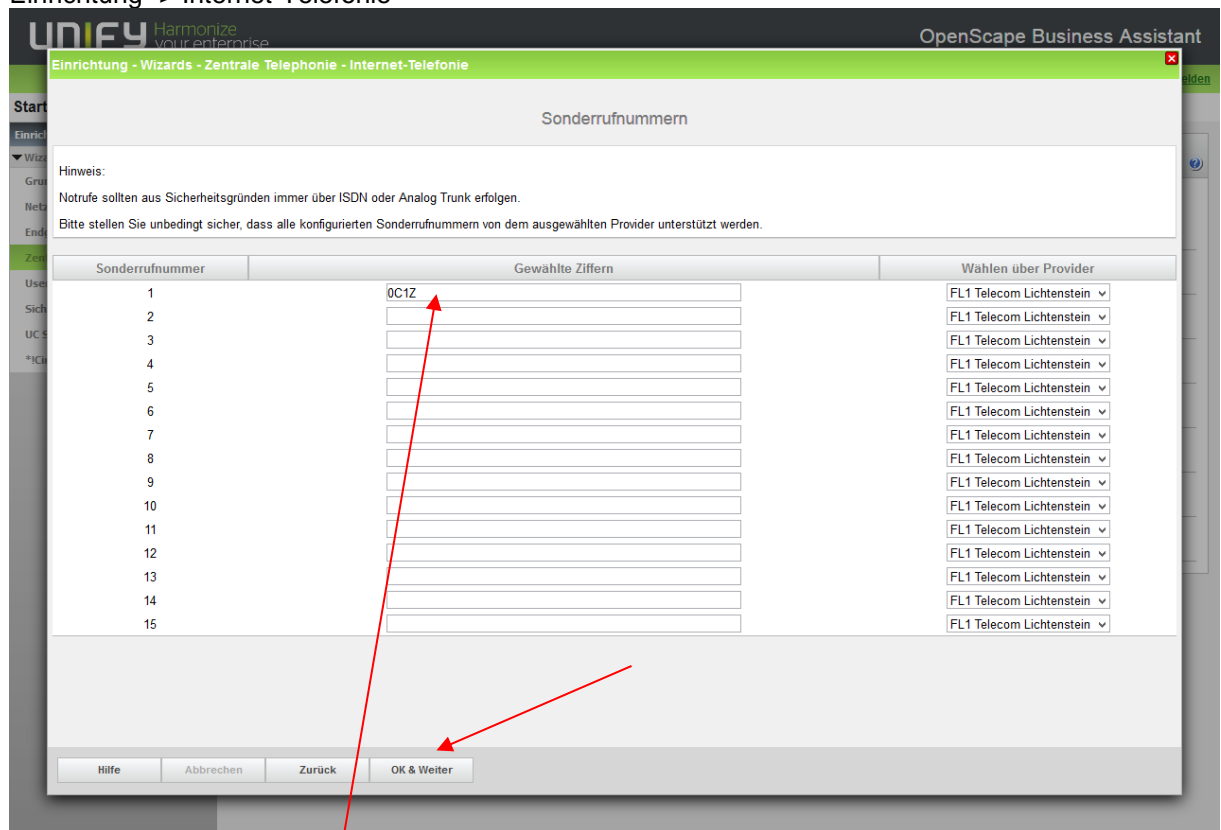 UNIFY Harmonize your enterprise
OpenScape Business Assistant
Einrichtung - Wizards - Zentrale Telephonie - Internet-Telefonie
Start
Sonderrufnummern
Hinweis:
Notrufe sollten aus Sicherheitsgründen immer über ISDN oder Analog Trunk erfolgen.
Bitte stellen Sie unbedingt sicher, dass alle konfigurierten Sonderrufnummern von dem ausgewählten Provider unterstützt werden.
Sonderrufnummer Gewählte Ziffern Wählen über Provider
1 0C1Z FL1 Telecom Lichtenstein
2 FL1 Telecom Lichtenstein
3 FL1 Telecom Lichtenstein
4 FL1 Telecom Lichtenstein
5 FL1 Telecom Lichtenstein
6 FL1 Telecom Lichtenstein
7 FL1 Telecom Lichtenstein
8 FL1 Telecom Lichtenstein
9 FL1 Telecom Lichtenstein
10 FL1 Telecom Lichtenstein
11 FL1 Telecom Lichtenstein
12 FL1 Telecom Lichtenstein
13 FL1 Telecom Lichtenstein
14 FL1 Telecom Lichtenstein
15 FL1 Telecom Lichtenstein
Hilfe Abbrechen Zurück OK & Weiter